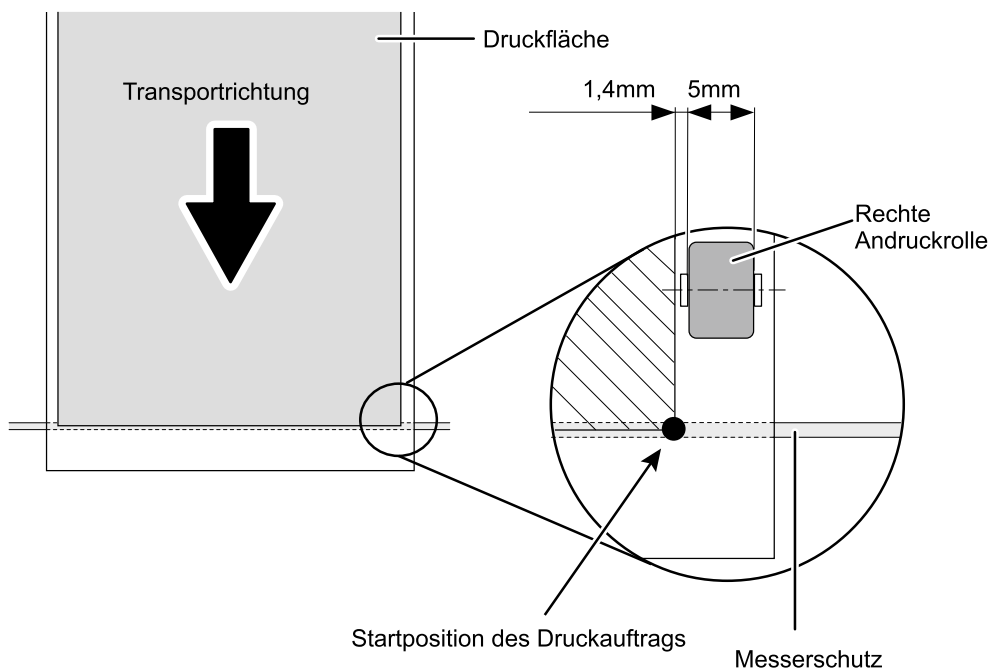 Druckfläche
Transportrichtung
1,4mm
5mm
Rechte
Andruckrolle
Startposition des Druckauftrags
Messerschutz